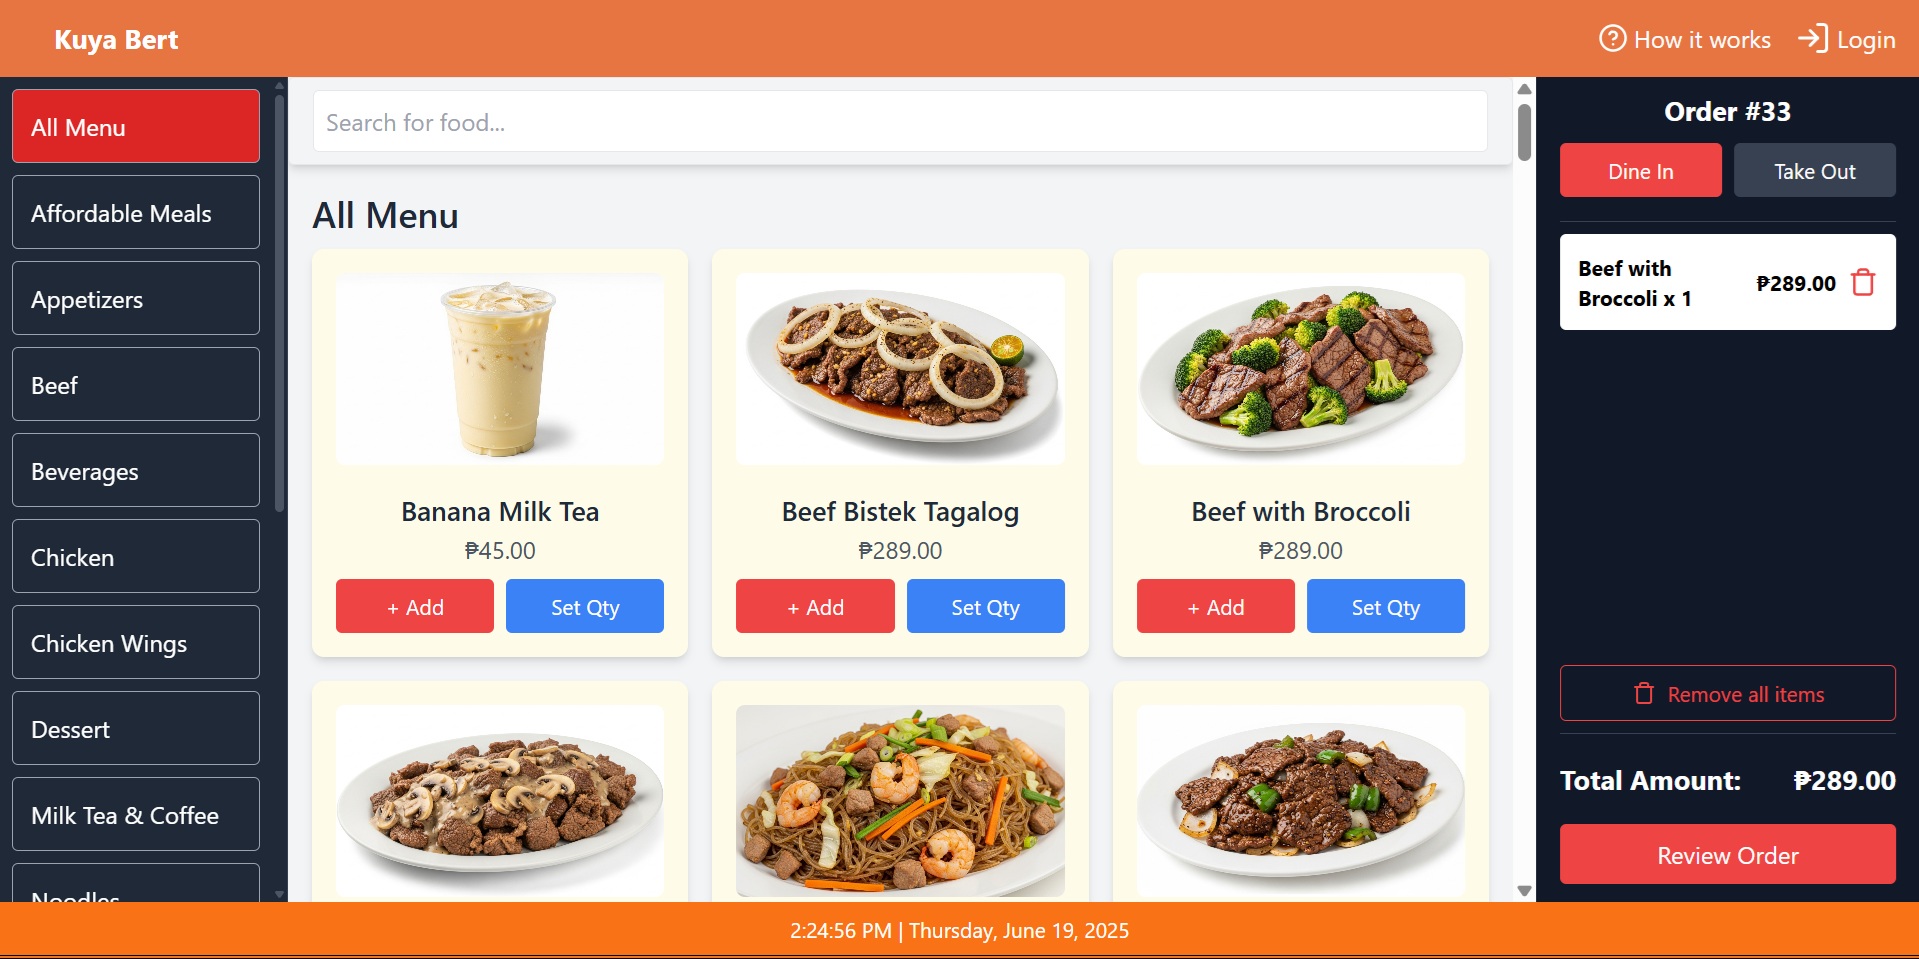 Kuya Bert
How it works
Login
All Menu
Affordable Meals
Appetizers
Beef
Beverages
Chicken
Chicken Wings
Dessert
Milk Tea & Coffee
Noodles
Search for food...
All Menu
Banana Milk Tea
₱45.00
+ Add
Set Qty
Beef Bistek Tagalog
₱289.00
+ Add
Set Qty
Beef with Broccoli
₱289.00
+ Add
Set Qty
Order #33
Dine In
Take Out
Beef with
Broccoli x 1
₱289.00
Remove all items
Total Amount:
₱289.00
Review Order
2:24:56 PM | Thursday, June 19, 2025